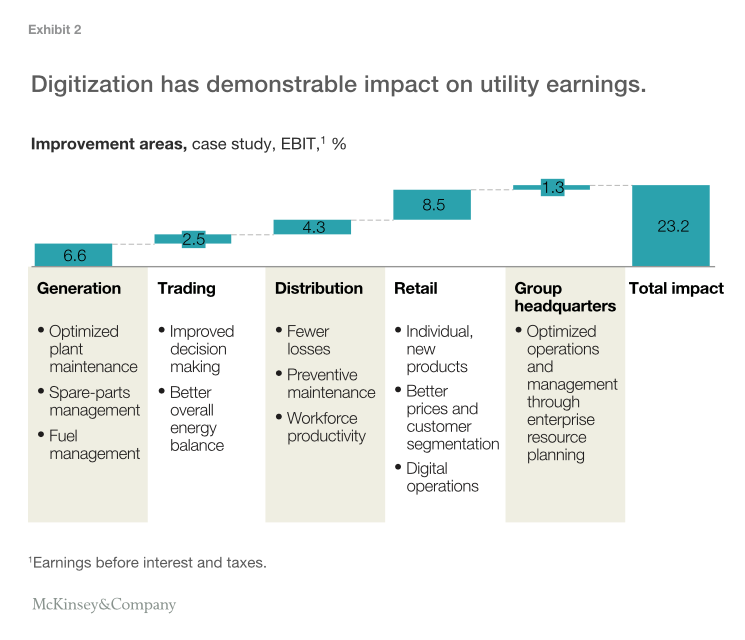 Exhibit 2
Digitization has demonstrable impact on utility earnings.
Improvement areas, case study, EBIT,¹ %
6.6
2.5
4.3
8.5
1.3
23.2
Generation
• Optimized
plant
maintenance
• Spare-parts
management
• Fuel
management
Trading
• Improved
decision
making
• Better
overall
energy
balance
Distribution
• Fewer
losses
• Preventive
maintenance
• Workforce
productivity
Retail
• Individual,
new
products
• Better
prices and
customer
segmentation
• Digital
operations
Group
headquarters
• Optimized
operations
and
management
through
enterprise
resource
planning
Total impact
¹Earnings before interest and taxes.
McKinsey&Company